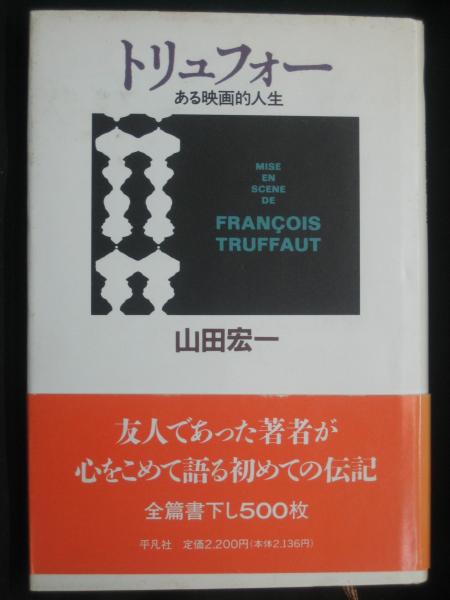 トリュフォー
ある映画的人生
MISE
EN
SCENE
DE
FRANÇOIS
TRUFFAUT
山田宏一
友人であった著者が
心をこめて語る初めての伝記
全篇書下し500枚
平凡社 定価2,200円(本体2,136円)